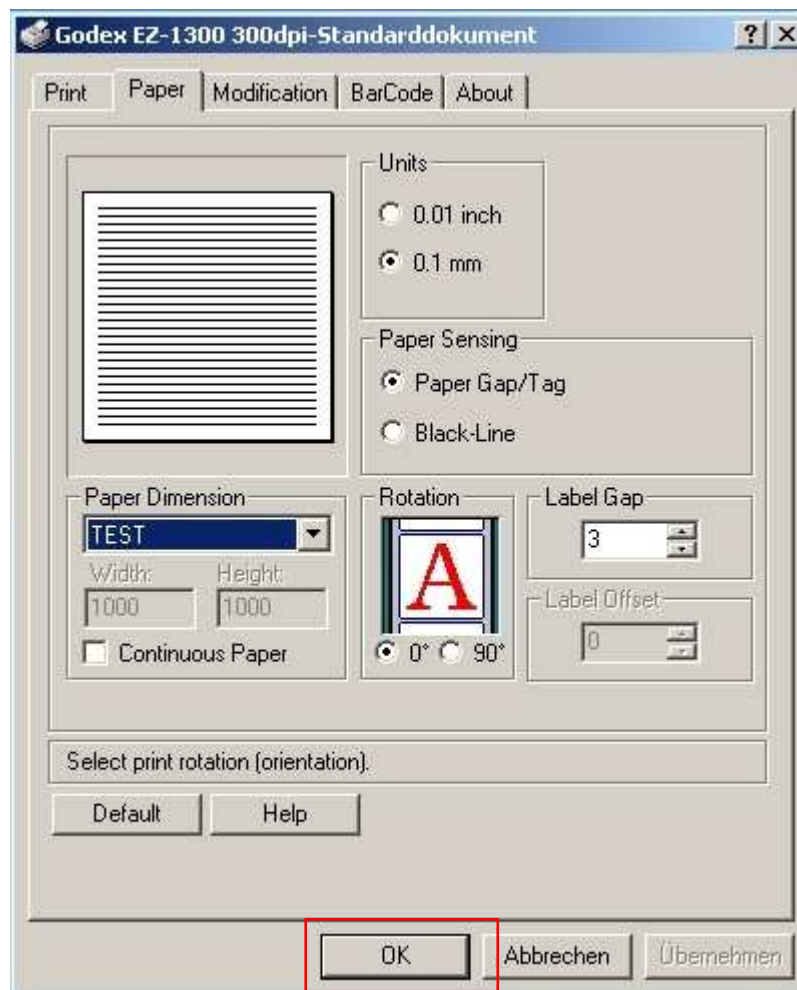 Godex EZ-1300 300dpi-Standarddokument
Print Paper Modification BarCode About
Units
0.01 inch
0.1 mm
Paper Sensing
Paper Gap/Tag
Black-Line
Paper Dimension
TEST
Width: Height:
1000 1000
Continuous Paper
Rotation
A
0° 90°
Label Gap
3
Label Offset
0
Select print rotation (orientation).
Default Help
OK Abbrechen Übernehmen